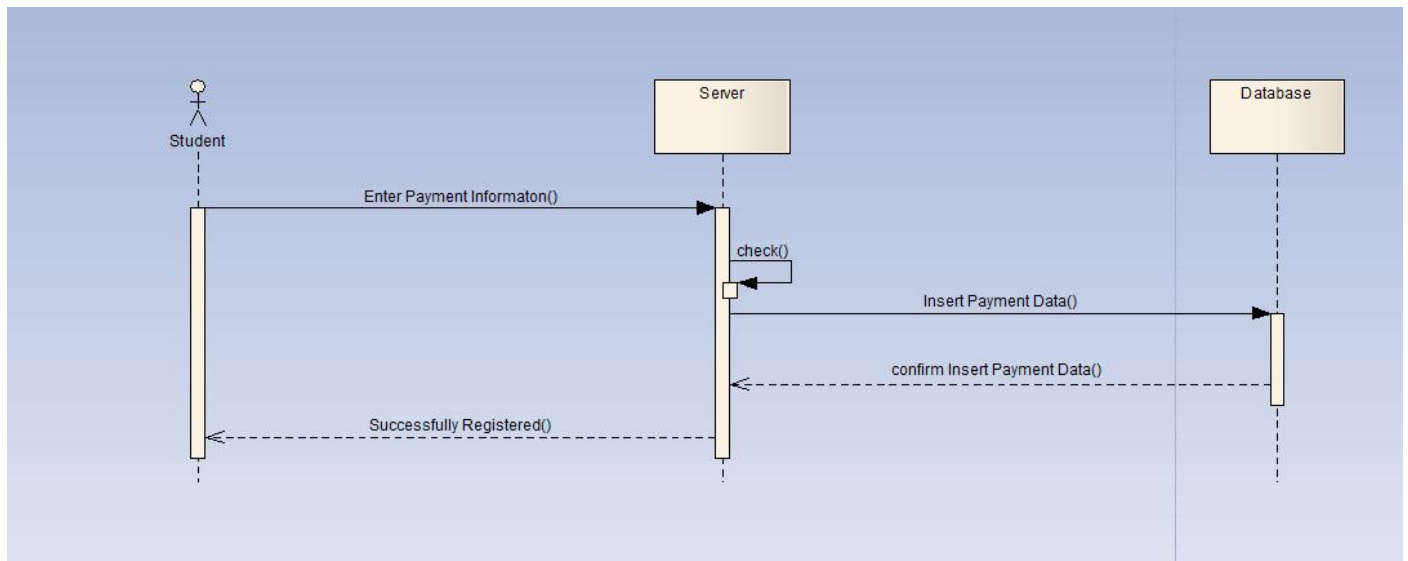 Student
Server
Database
Enter Payment Informaton()
check()
Insert Payment Data()
confirm Insert Payment Data()
Successfully Registered()